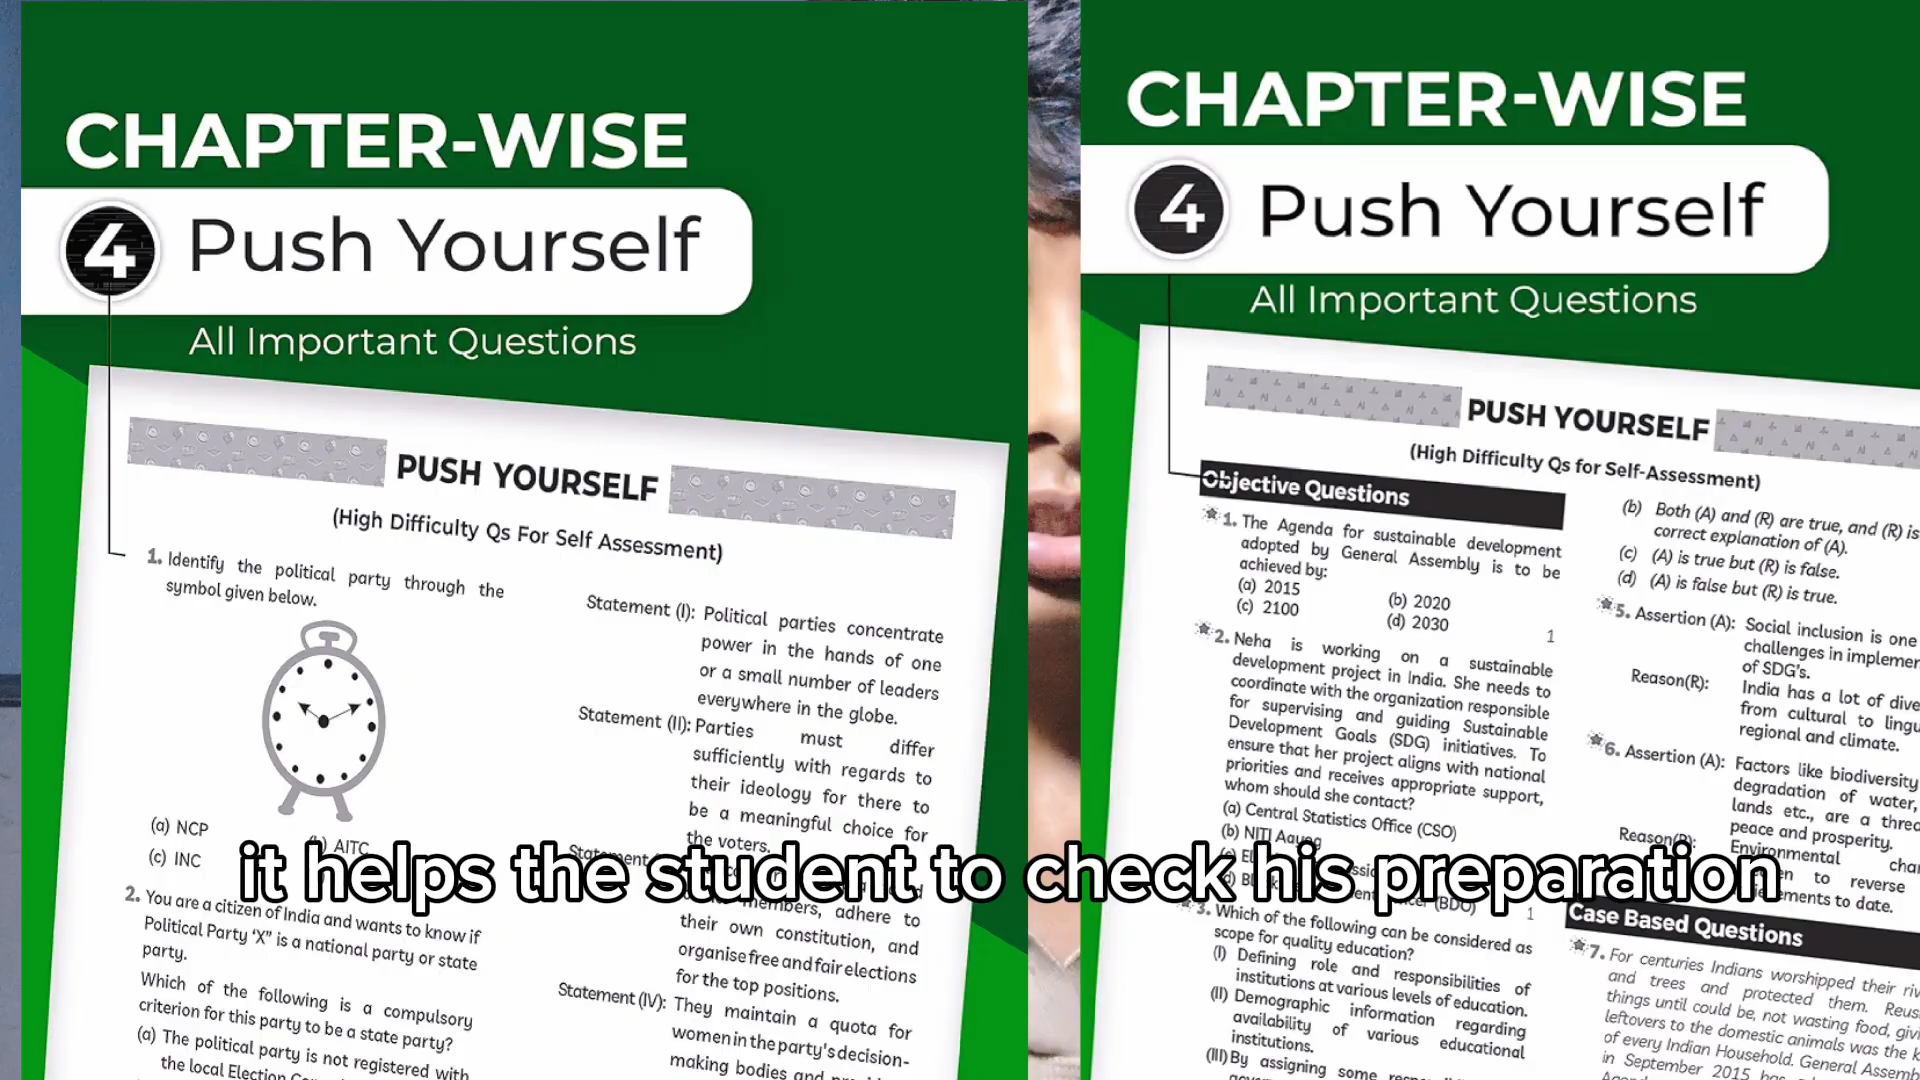 CHAPTER-WISE
4 Push Yourself
All Important Questions
PUSH YOURSELF
(High Difficulty Qs For Self Assessment)
1. Identify the political party through the
symbol given below.
(a) NCP
(b) AITC
(c) INC
2. You are a citizen of India and wants to know if
Political Party ‘X” is a national party or state
party.
Which of the following is a compulsory
criterion for this party to be a state party?
(a) The political party is not registered with
the local Election
Statement (I): Political parties concentrate
power in the hands of one
or a small number of leaders
everywhere in the globe.
Statement (II): Parties must differ
sufficiently with regards to
their ideology for there to
be a meaningful choice for
the voters.
members, adhere to
their own constitution, and
organise free and fair elections
for the top positions.
Statement (IV): They maintain a quota for
women in the party's decision-
making bodies and
CHAPTER-WISE
4 Push Yourself
All Important Questions
PUSH YOURSELF
(High Difficulty Qs for Self-Assessment)
Objective Questions
1. The Agenda for sustainable development
adopted by General Assembly is to be
achieved by:
(a) 2015 (b) 2020
(c) 2100 (d) 2030 1
2. Neha is working on a sustainable
development project in India. She needs to
coordinate with the organization responsible
for supervising and guiding Sustainable
Development Goals (SDG) initiatives. To
ensure that her project aligns with national
priorities and receives appropriate support,
whom should she contact?
(a) Central Statistics Office (CSO)
(b) NITI Aayog
(BDO) 1
3. Which of the following can be considered as
scope for quality education?
(I) Defining role and responsibilities of
institutions at various levels of education.
(II) Demographic information regarding
availability of various educational
institutions.
(III) By assigning some
(b) Both (A) and (R) are true, and (R) is
correct explanation of (A).
(c) (A) is true but (R) is false.
(d) (A) is false but (R) is true.
5. Assertion (A): Social inclusion is one
challenges in
of SDG's.
Reason(R): India has a lot of
from cultural to
regional and climate.
6. Assertion (A): Factors like biodiversity
degradation of water,
lands etc., are a
peace and prosperity.
Reason(R): Environmental
to reverse
to date.
Case Based Questions
7. For centuries Indians worshipped their
and trees and protected them.
things until could be, not wasting food,
leftovers to the domestic animals was the
of every Indian Household. General
in September 2015 has
it helps the student to check his preparation